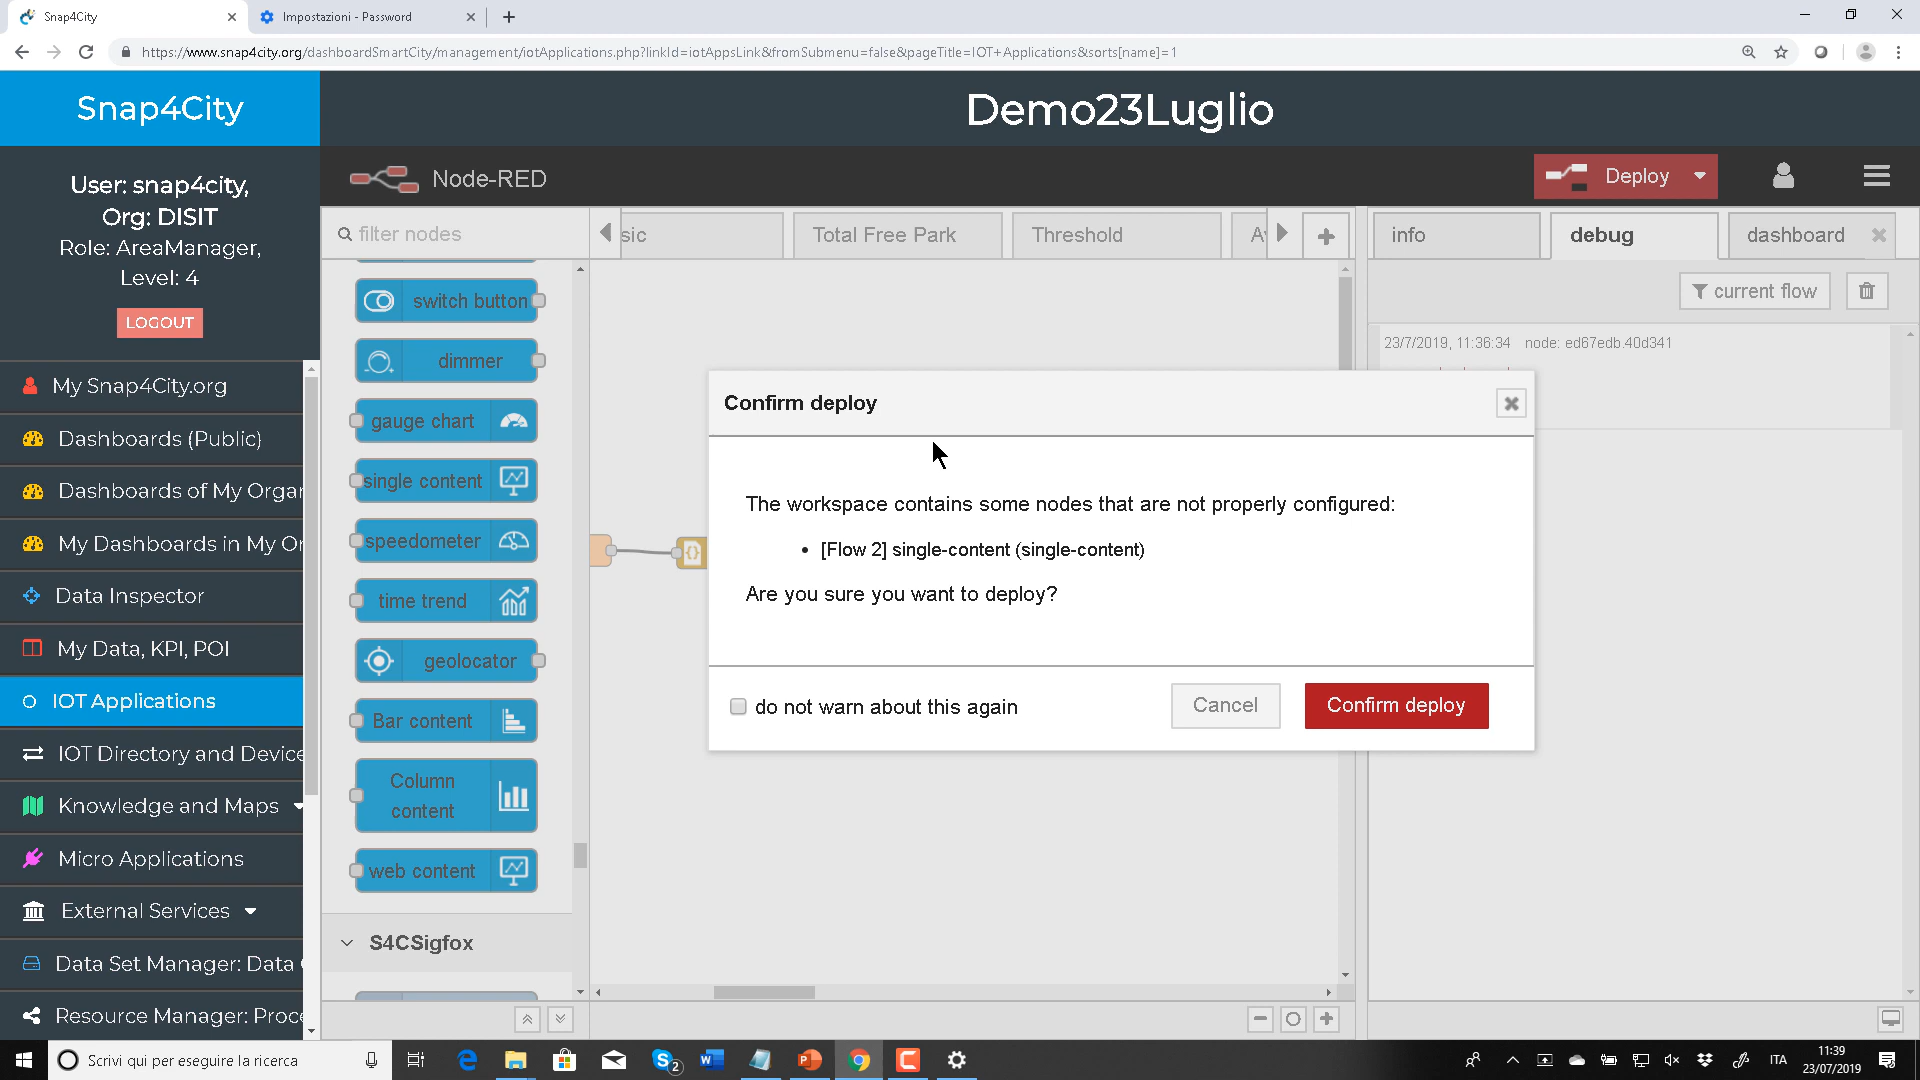 Snap4City
Impostazioni - Password
https://www.snap4city.org/dashboardSmartCity/management/iotApplications.php?linkId=iotAppsLink&fromSubmenu=false&pageTitle=IOT+Applications&sorts[name]=1
Snap4City
Demo23Luglio
User: snap4city,
Org: DISIT
Role: AreaManager,
Level: 4
LOGOUT
My Snap4City.org
Dashboards (Public)
Dashboards of My Organ
My Dashboards in My Or
Data Inspector
My Data, KPI, POI
IOT Applications
IOT Directory and Device
Knowledge and Maps
Micro Applications
External Services
Data Set Manager: Data
Resource Manager: Proce
Node-RED
Deploy
filter nodes
sic
Total Free Park
Threshold
info
debug
dashboard
switch button
dimmer
gauge chart
single content
speedometer
time trend
geolocator
Bar content
Column
content
web content
S4CSigfox
current flow
23/7/2019, 11:36:34 node: ed67edb.40d341
Confirm deploy
The workspace contains some nodes that are not properly configured:
• [Flow 2] single-content (single-content)
Are you sure you want to deploy?
do not warn about this again
Cancel
Confirm deploy
Scrivi qui per eseguire la ricerca
2
ITA
11:39
23/07/2019